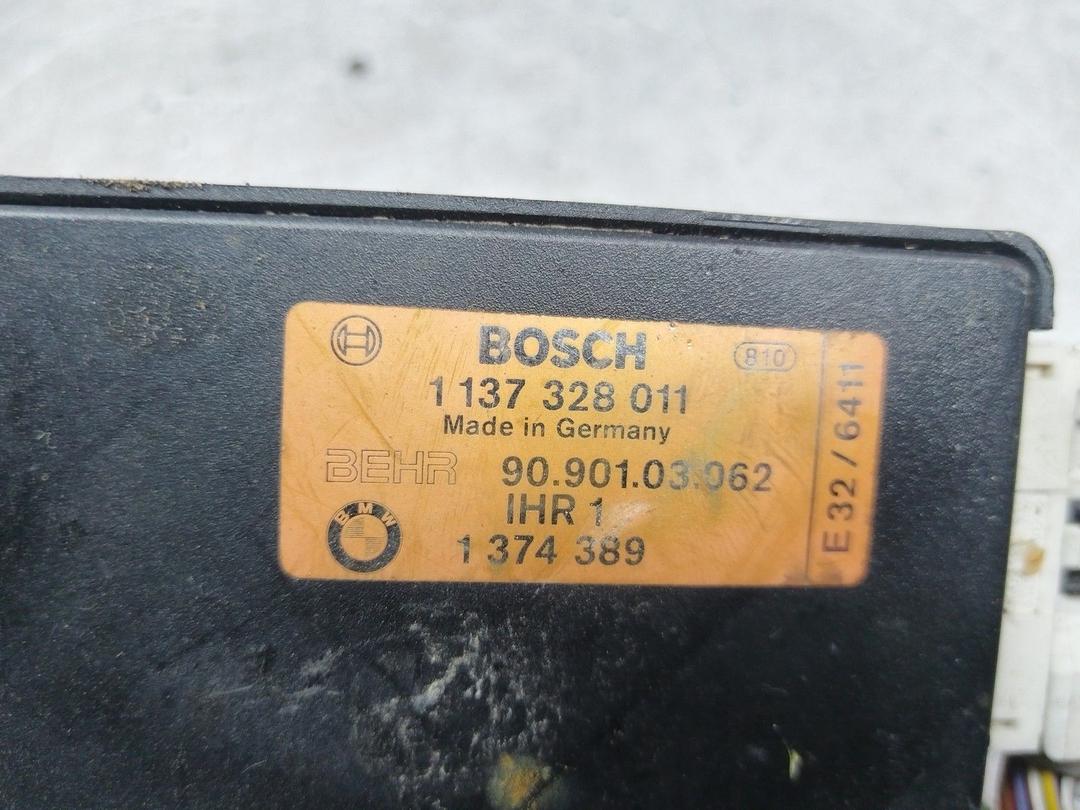 BOSCH 810
1 137 328 011
Made in Germany
BEHR 90.901.03.062
IHR 1
BMW 1 374 389
E 32 / 6411